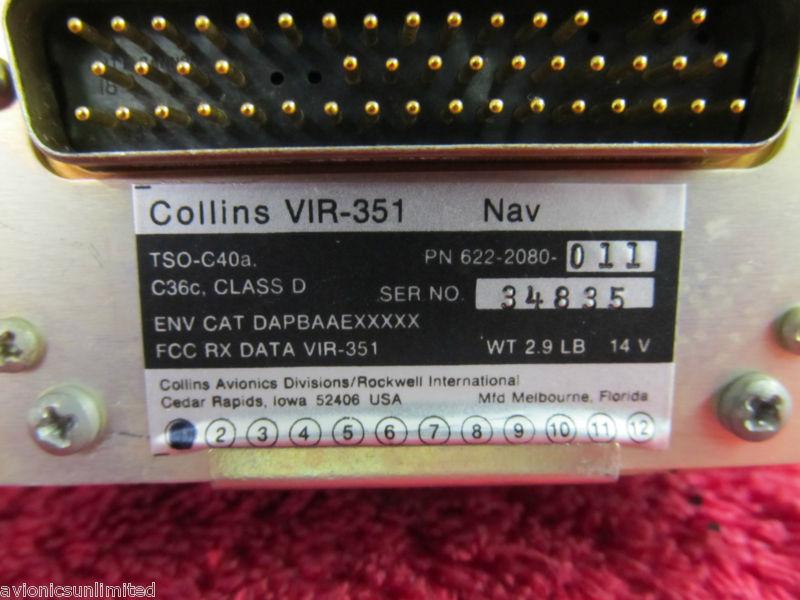 18
Collins VIR-351 Nav
TSO-C40a, PN 622-2080- 011
C36c, CLASS D SER NO. 34835
ENV CAT DAPBAAEXXXXX
FCC RX DATA VIR-351 WT 2.9 LB 14 V
Collins Avionics Divisions/Rockwell International
Cedar Rapids, Iowa 52406 USA Mfd Melbourne, Florida
2 3 4 5 6 7 8 9 10 11 12
avionicsunlimited